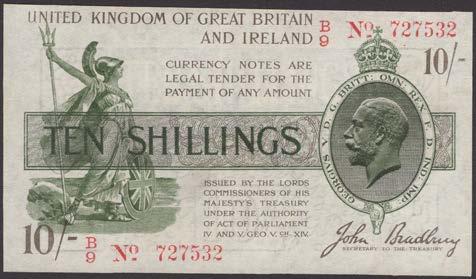 UNITED KINGDOM OF GREAT BRITAIN
AND IRELAND
B/9 No 727532
10/-
CURRENCY NOTES ARE
LEGAL TENDER FOR THE
PAYMENT OF ANY AMOUNT
GEORGIVS V. D. G. BRITT: OMN: REX F. D. IND: IMP.
TEN SHILLINGS
ISSUED BY THE LORDS
COMMISSIONERS OF HIS
MAJESTY'S TREASURY
UNDER THE AUTHORITY
OF ACT OF PARLIAMENT
IV AND V. GEO. V. CH. XIV.
10/-
B/9 No 727532
John Bradbury
SECRETARY TO THE TREASURY